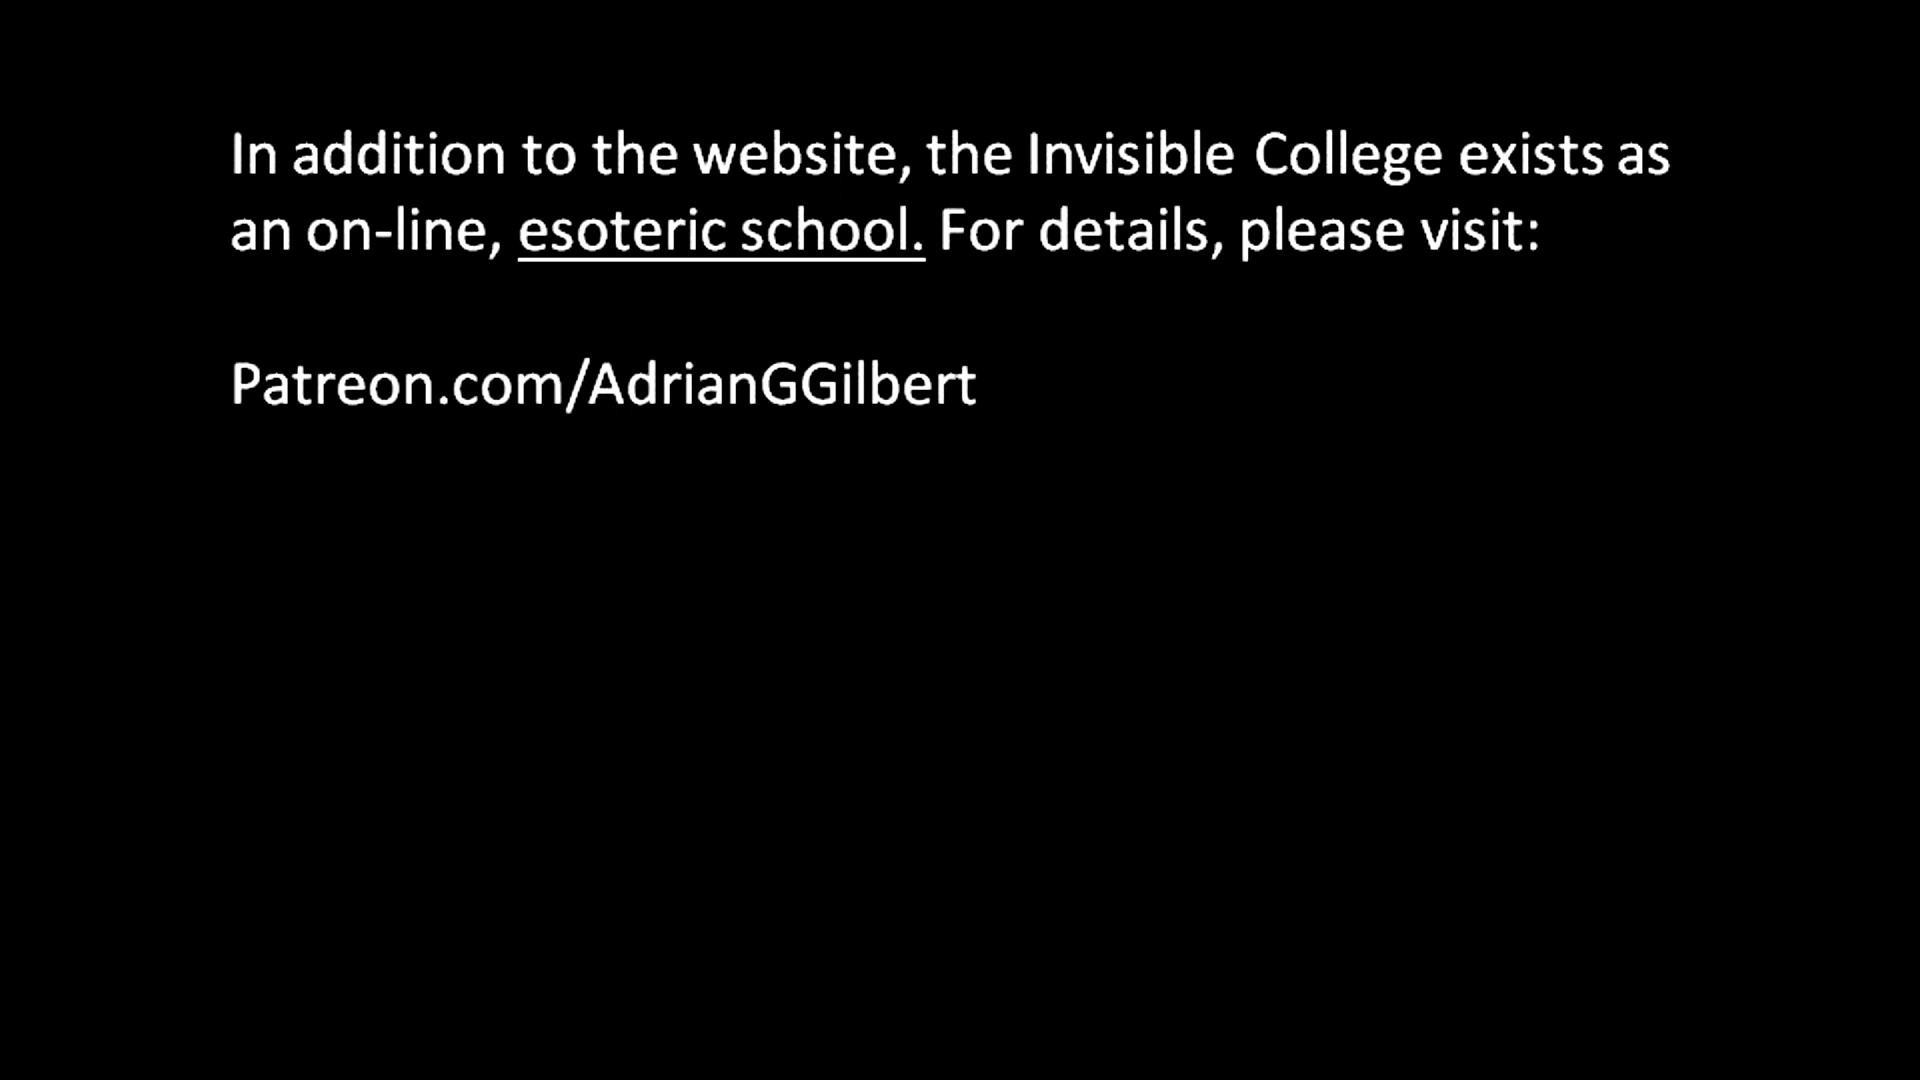 In addition to the website, the Invisible College exists as
an on-line, esoteric school. For details, please visit:
Patreon.com/AdrianGGilbert